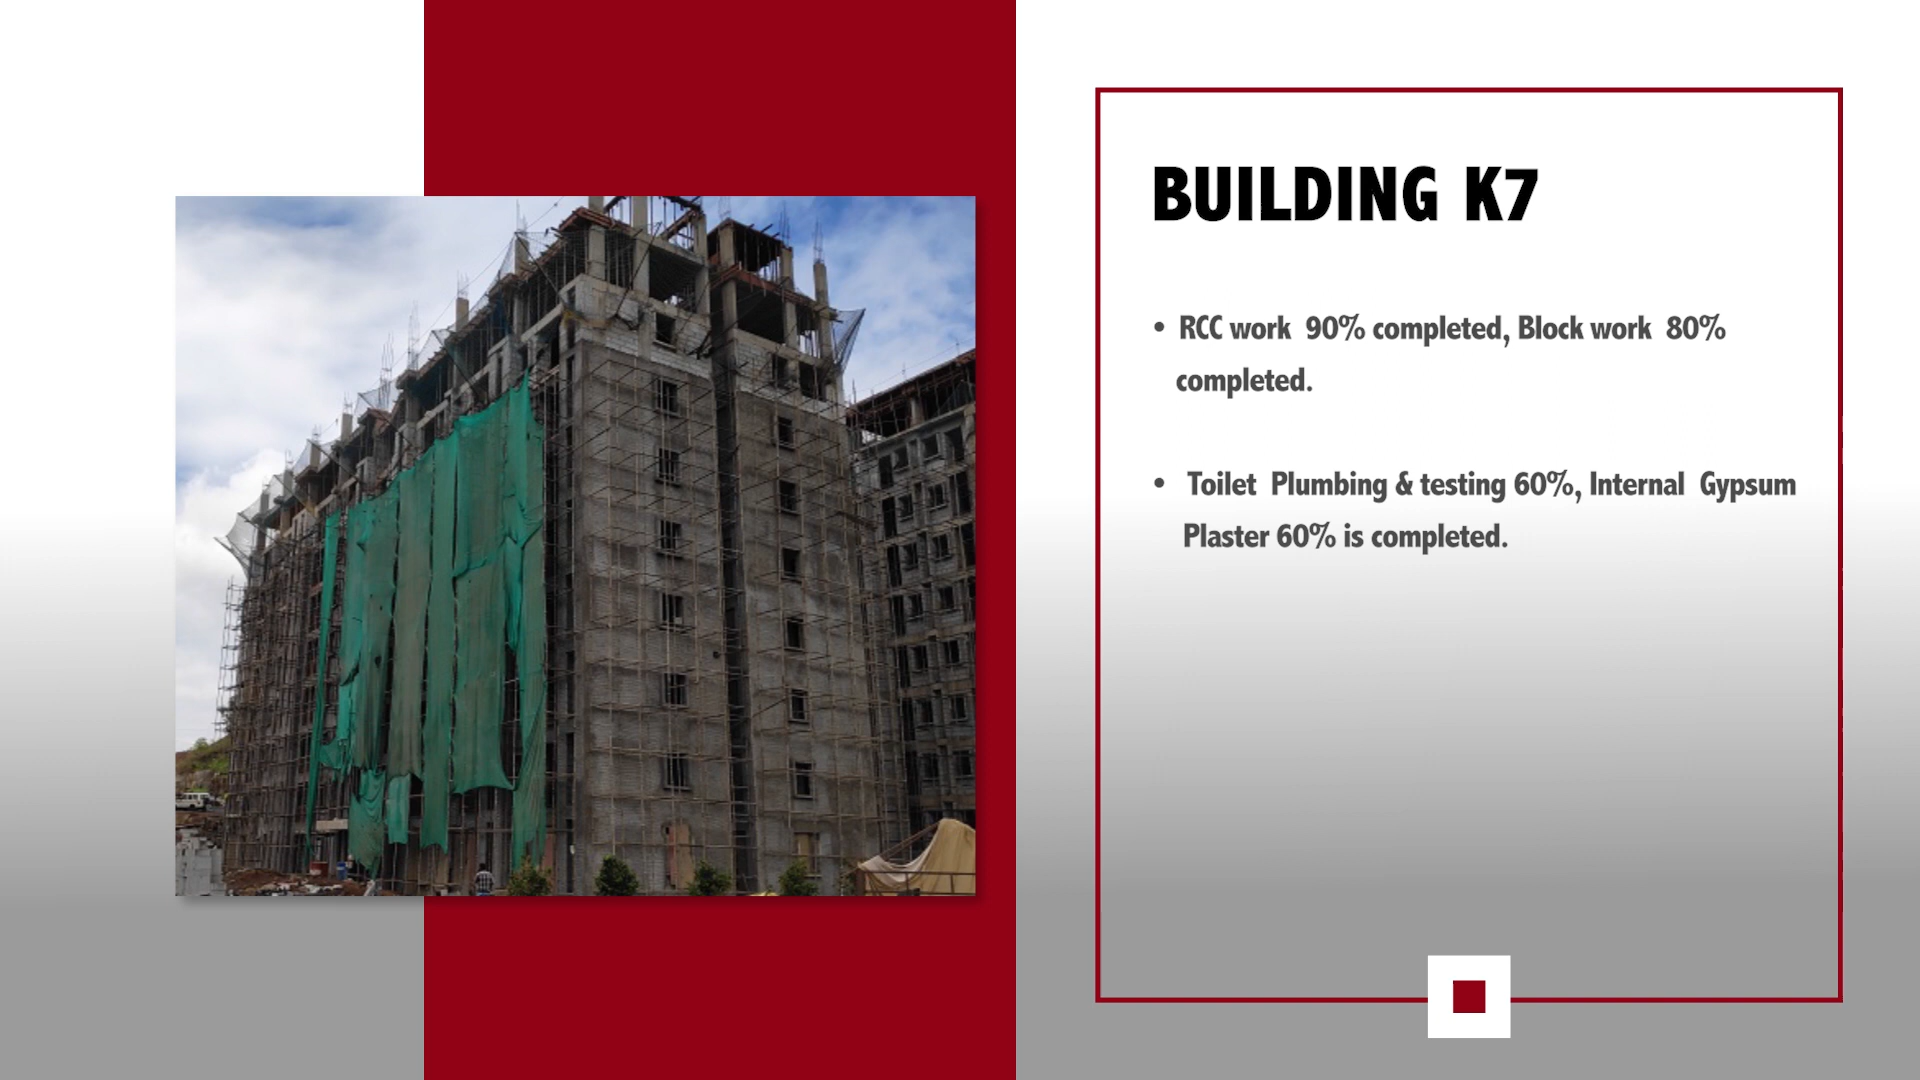 BUILDING K7
• RCC work 90% completed, Block work 80%
completed.
• Toilet Plumbing & testing 60%, Internal Gypsum
Plaster 60% is completed.